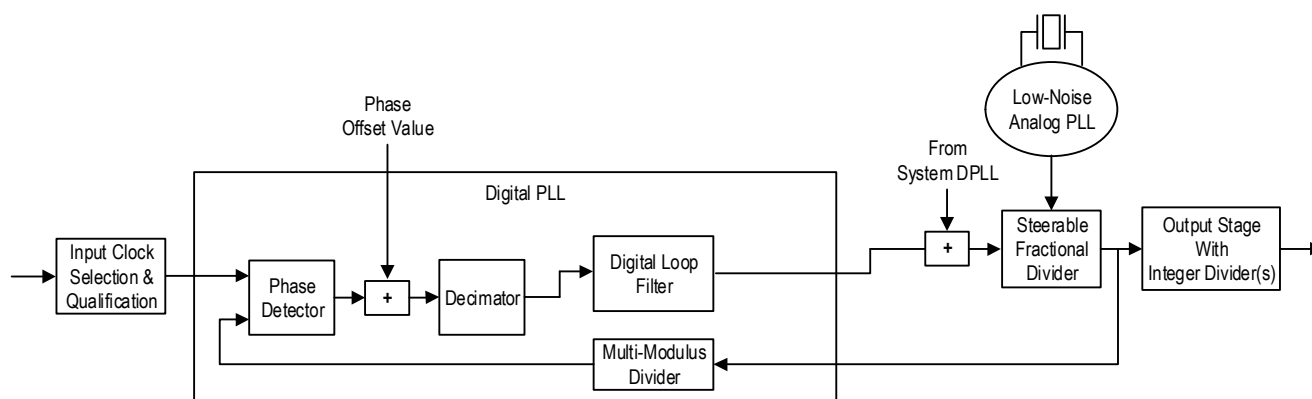 Phase
Offset Value
Low-Noise
Analog PLL
From
System DPLL
Digital PLL
Input Clock
Selection &
Qualification
Phase
Detector
+
Decimator
Digital Loop
Filter
+
Steerable
Fractional
Divider
Output Stage
With
Integer Divider(s)
Multi-Modulus
Divider